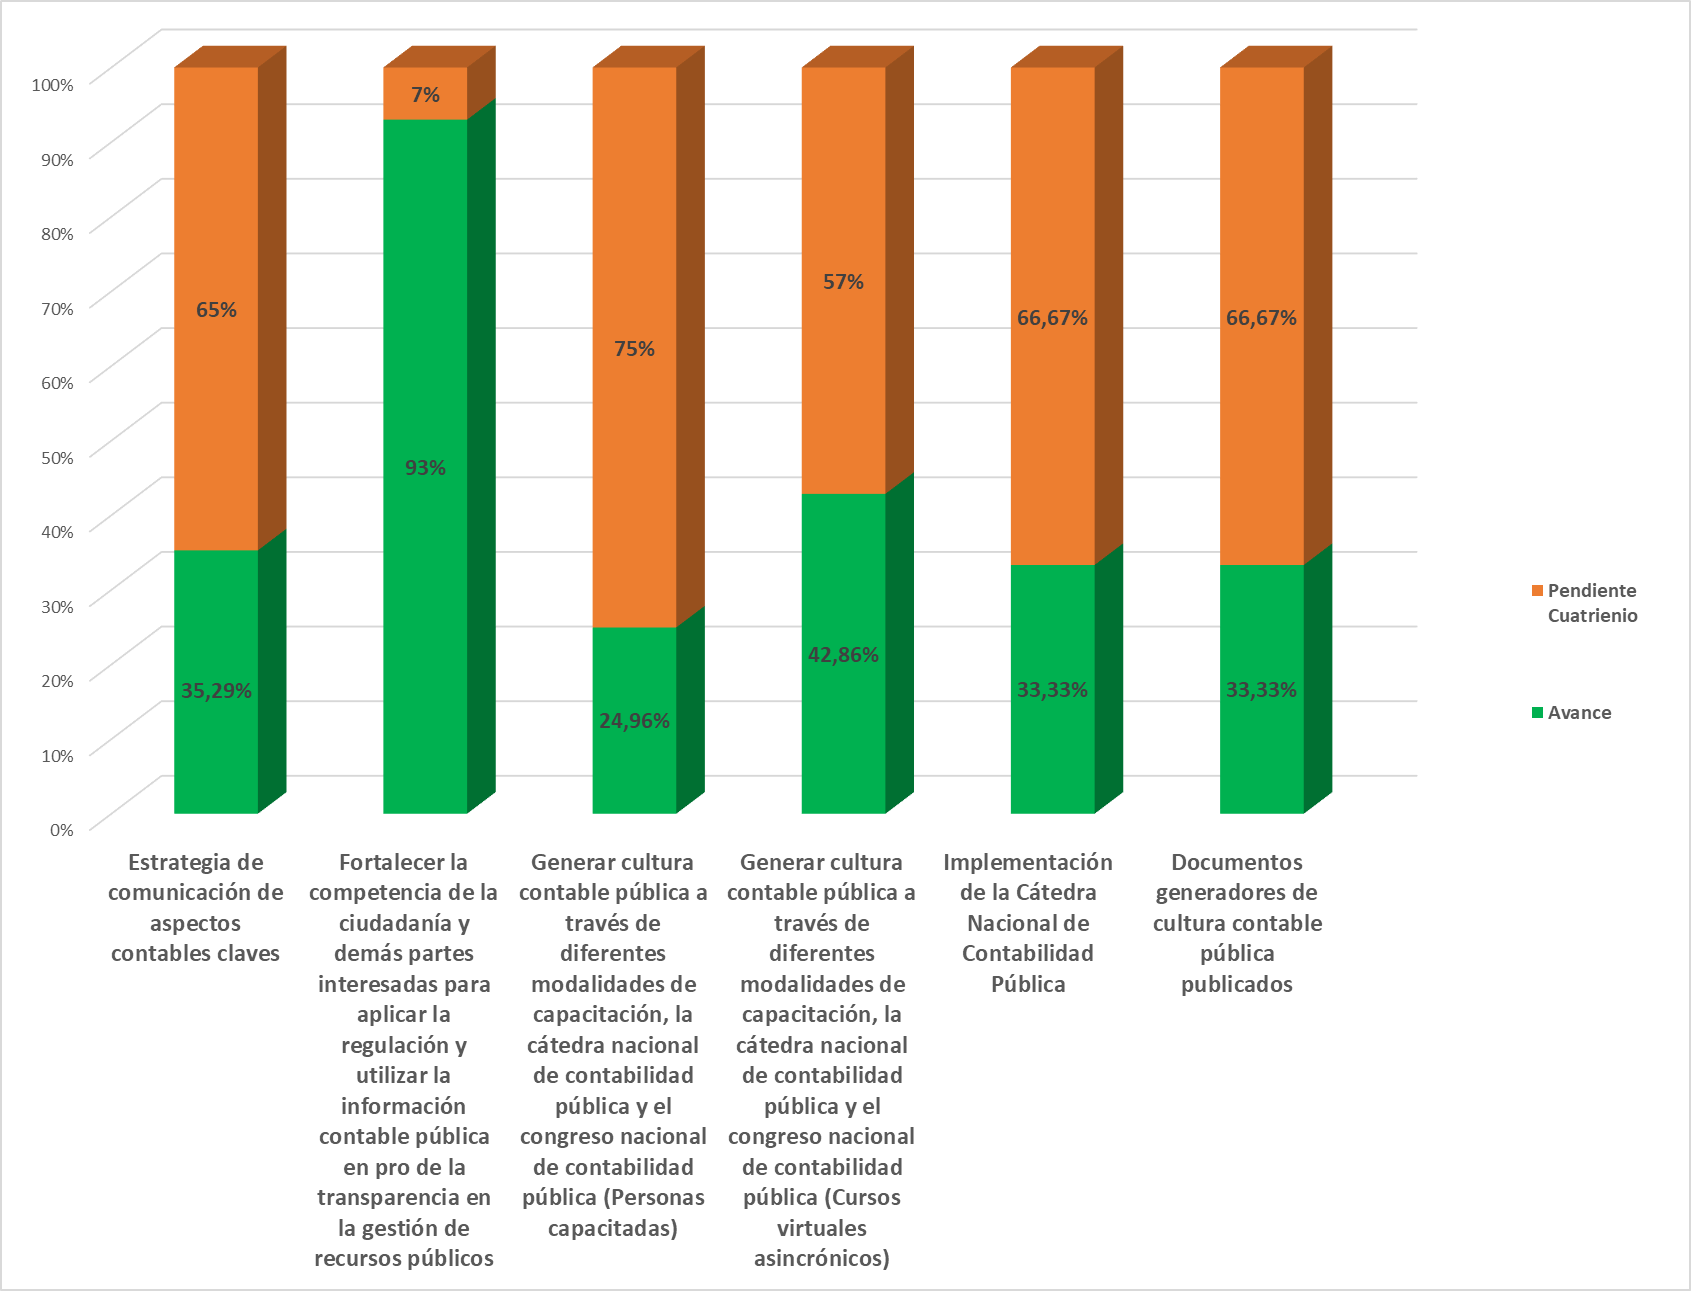 100%
90%
80%
70%
60%
50%
40%
30%
20%
10%
0%
65%
35,29%
7%
93%
75%
24,96%
57%
42,86%
66,67%
33,33%
66,67%
33,33%
Estrategia de
comunicación de
aspectos
contables claves
Fortalecer la
competencia de la
ciudadanía y
demás partes
interesadas para
aplicar la
regulación y
utilizar la
información
contable pública
en pro de la
transparencia en
la gestión de
recursos públicos
Generar cultura
contable pública a
través de
diferentes
modalidades de
capacitación, la
cátedra nacional
de contabilidad
pública y el
congreso nacional
de contabilidad
pública (Personas
capacitadas)
Generar cultura
contable pública a
través de
diferentes
modalidades de
capacitación, la
cátedra nacional
de contabilidad
pública y el
congreso nacional
de contabilidad
pública (Cursos
virtuales
asincrónicos)
Implementación
de la Cátedra
Nacional de
Contabilidad
Pública
Documentos
generadores de
cultura contable
pública
publicados
Pendiente
Cuatrienio
Avance